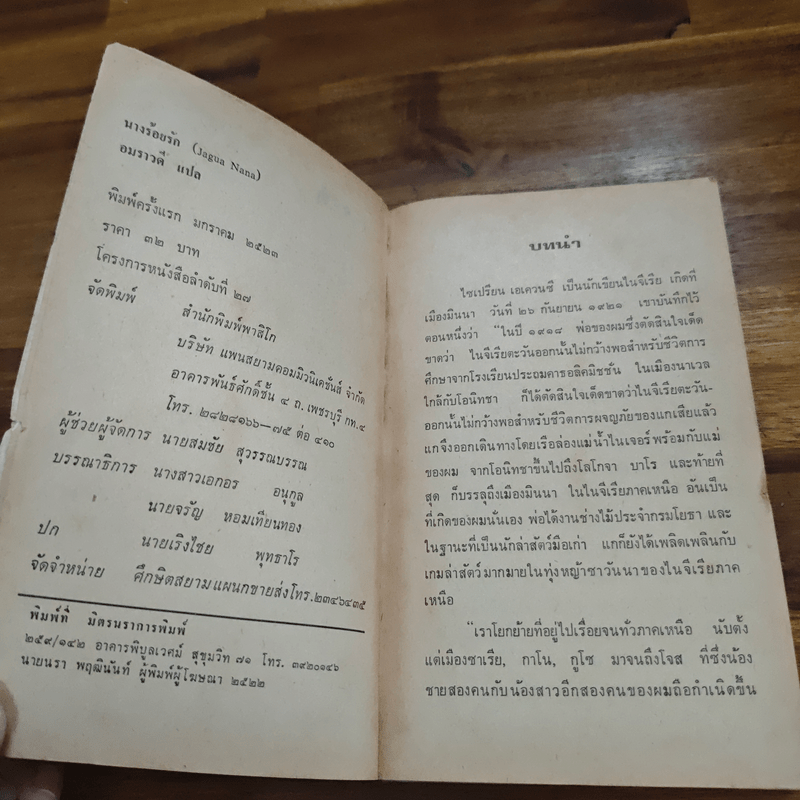 นางร้อยรัก (Jagua Nana)
อมราวดี แปล
พิมพ์ครั้งแรก มกราคม ๒๕๒๓
ราคา ๓๒ บาท
โครงการหนังสือลำดับที่ ๒๗
จัดพิมพ์ สำนักพิมพ์พาสิโก
บริษัท แพนสยามคอมมิวนิเคชั่นส์ จำกัด
อาคารพันธ์ศักดิ์ชั้น ๔ ถ.เพชรบุรี กท.๔
โทร. ๒๘๒๘๑๖๖–๗๕ ต่อ ๔๑๐
ผู้ช่วยผู้จัดการ นายสมชัย สุวรรณบรรณ
บรรณาธิการ นางสาวเอกอร อนุกูล
นายจรัญ หอมเทียนทอง
ปก นายเริงไชย พุทธาโร
จัดจำหน่าย ศึกษิตสยามแผนกขายส่งโทร.๒๓๔๖๔๓๕
พิมพ์ที่ มิตรนราการพิมพ์
๒๕๙/๑๔๒ อาคารพิบูลเวศม์ สุขุมวิท ๗๑ โทร. ๓๙๒๐๑๔๖
นายนรา พฤฒินันท์ ผู้พิมพ์ผู้โฆษณา ๒๕๒๒
บทนำ
ไซเปรียน เอเควนซี เป็นนักเขียนไนจีเรีย เกิดที่
เมืองมินนา วันที่ ๒๖ กันยายน ๑๙๒๑ เขาบันทึกไว้
ตอนหนึ่งว่า "ในปี ๑๙๑๘ พ่อของผมซึ่งตัดสินใจเด็ด
ขาดว่า ไนจีเรียตะวันออกนั้นไม่กว้างพอสำหรับชีวิตการ
ศึกษาจากโรงเรียนประถมคาธอลิคมิชชั่น ในเมืองนาเวล
ใกล้กับโอนิทชา ก็ได้ตัดสินใจเด็ดขาดว่าไนจีเรียตะวัน-
ออกนั้นไม่กว้างพอสำหรับชีวิตการผจญภัยของแกเสียแล้ว
แกจึงออกเดินทางโดยเรือล่องแม่น้ำไนเจอร์พร้อมกับแม่
ของผม จากโอนิทชาขึ้นไปถึงโลโกจา บาโร และท้ายที่
สุด ก็บรรลุถึงเมืองมินนา ในไนจีเรียภาคเหนือ อันเป็น
ที่เกิดของผมนั่นเอง พ่อได้งานช่างไม้ประจำกรมโยธา และ
ในฐานะที่เป็นนักล่าสัตว์มือเก่า แกก็ยังได้เพลิดเพลินกับ
เกมล่าสัตว์มากมายในทุ่งหญ้าซาวันนาของไนจีเรียภาค
เหนือ
"เราโยกย้ายที่อยู่ไปเรื่อยจนทั่วภาคเหนือ นับตั้ง
แต่เมืองซาเรีย, กาโน, กูโซ มาจนถึงโจส ที่ซึ่งน้อง
ชายสองคนกับน้องสาวอีกสองคนของผมถือกำเนิดขึ้น